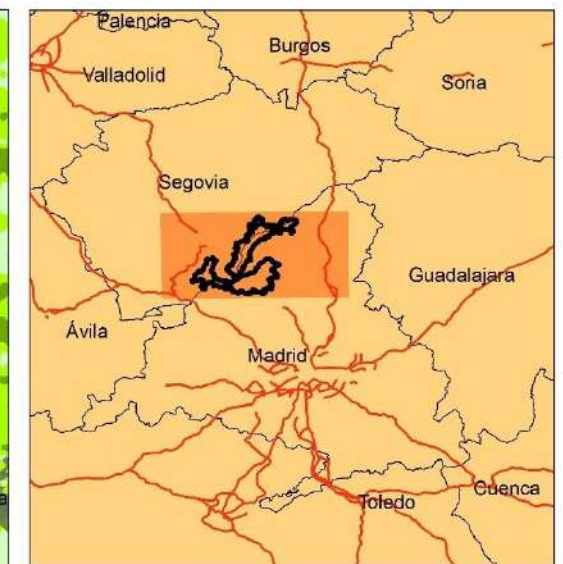 Palencia
Burgos
Valladolid
Soria
Segovia
Guadalajara
Ávila
Madrid
Toledo
Cuenca
a